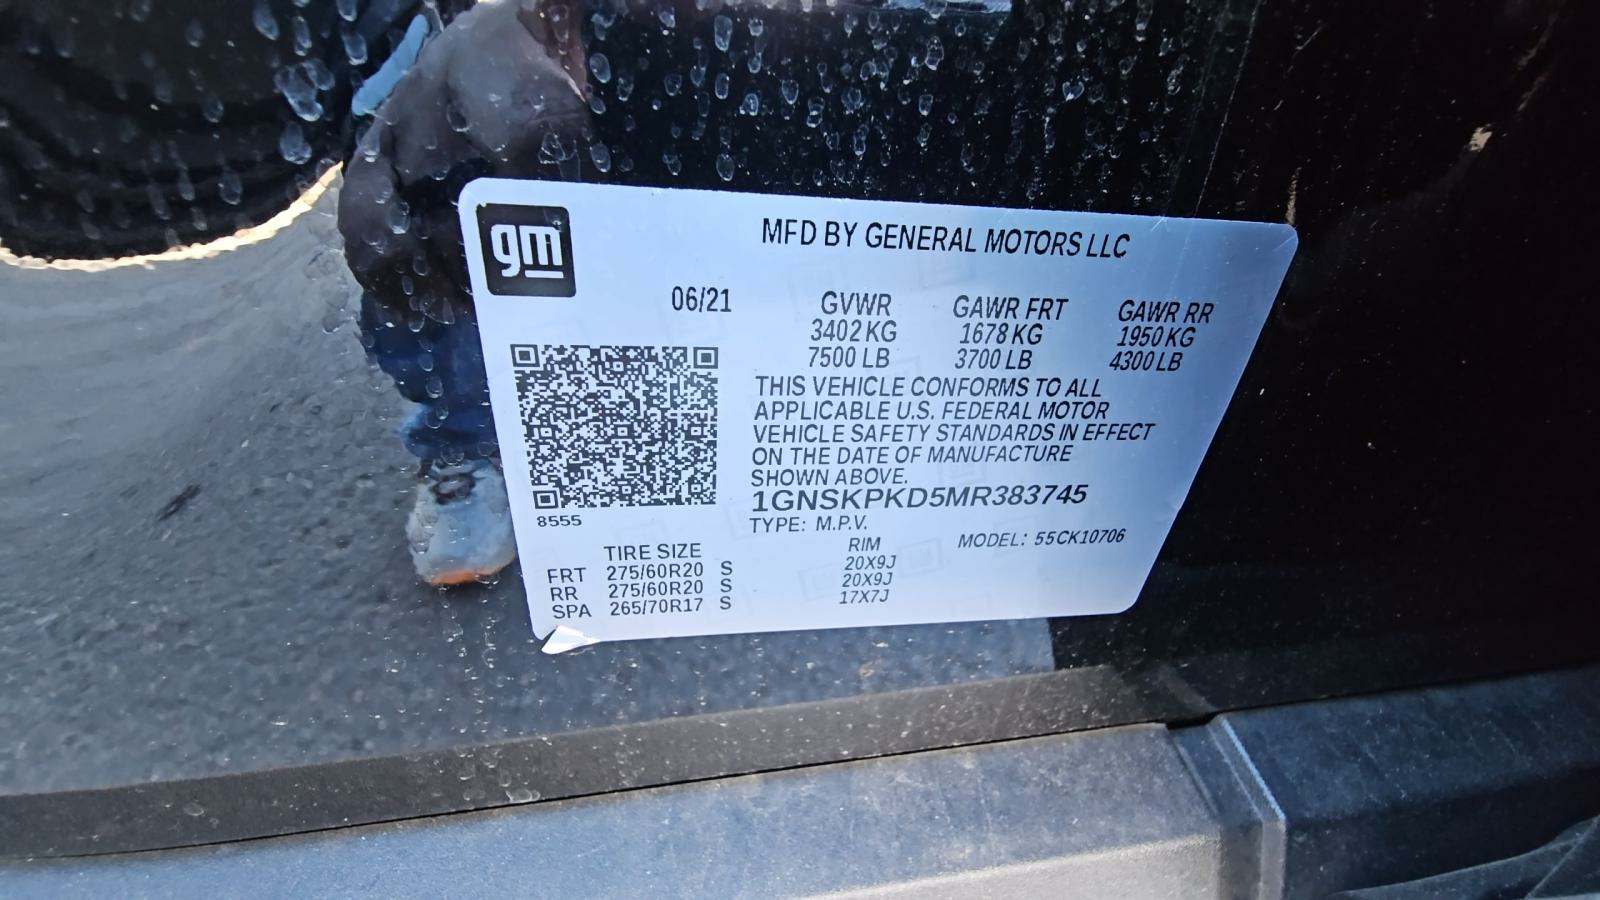 gm
MFD BY GENERAL MOTORS LLC
06/21 GVWR GAWR FRT GAWR RR
3402 KG 1678 KG 1950 KG
7500 LB 3700 LB 4300 LB
THIS VEHICLE CONFORMS TO ALL
APPLICABLE U.S. FEDERAL MOTOR
VEHICLE SAFETY STANDARDS IN EFFECT
ON THE DATE OF MANUFACTURE
SHOWN ABOVE.
1GNSKPKD5MR383745
8555
TYPE: M.P.V.
MODEL: 55CK10706
TIRE SIZE RIM
FRT 275/60R20 S 20X9J
RR 275/60R20 S 20X9J
SPA 265/70R17 S 17X7J